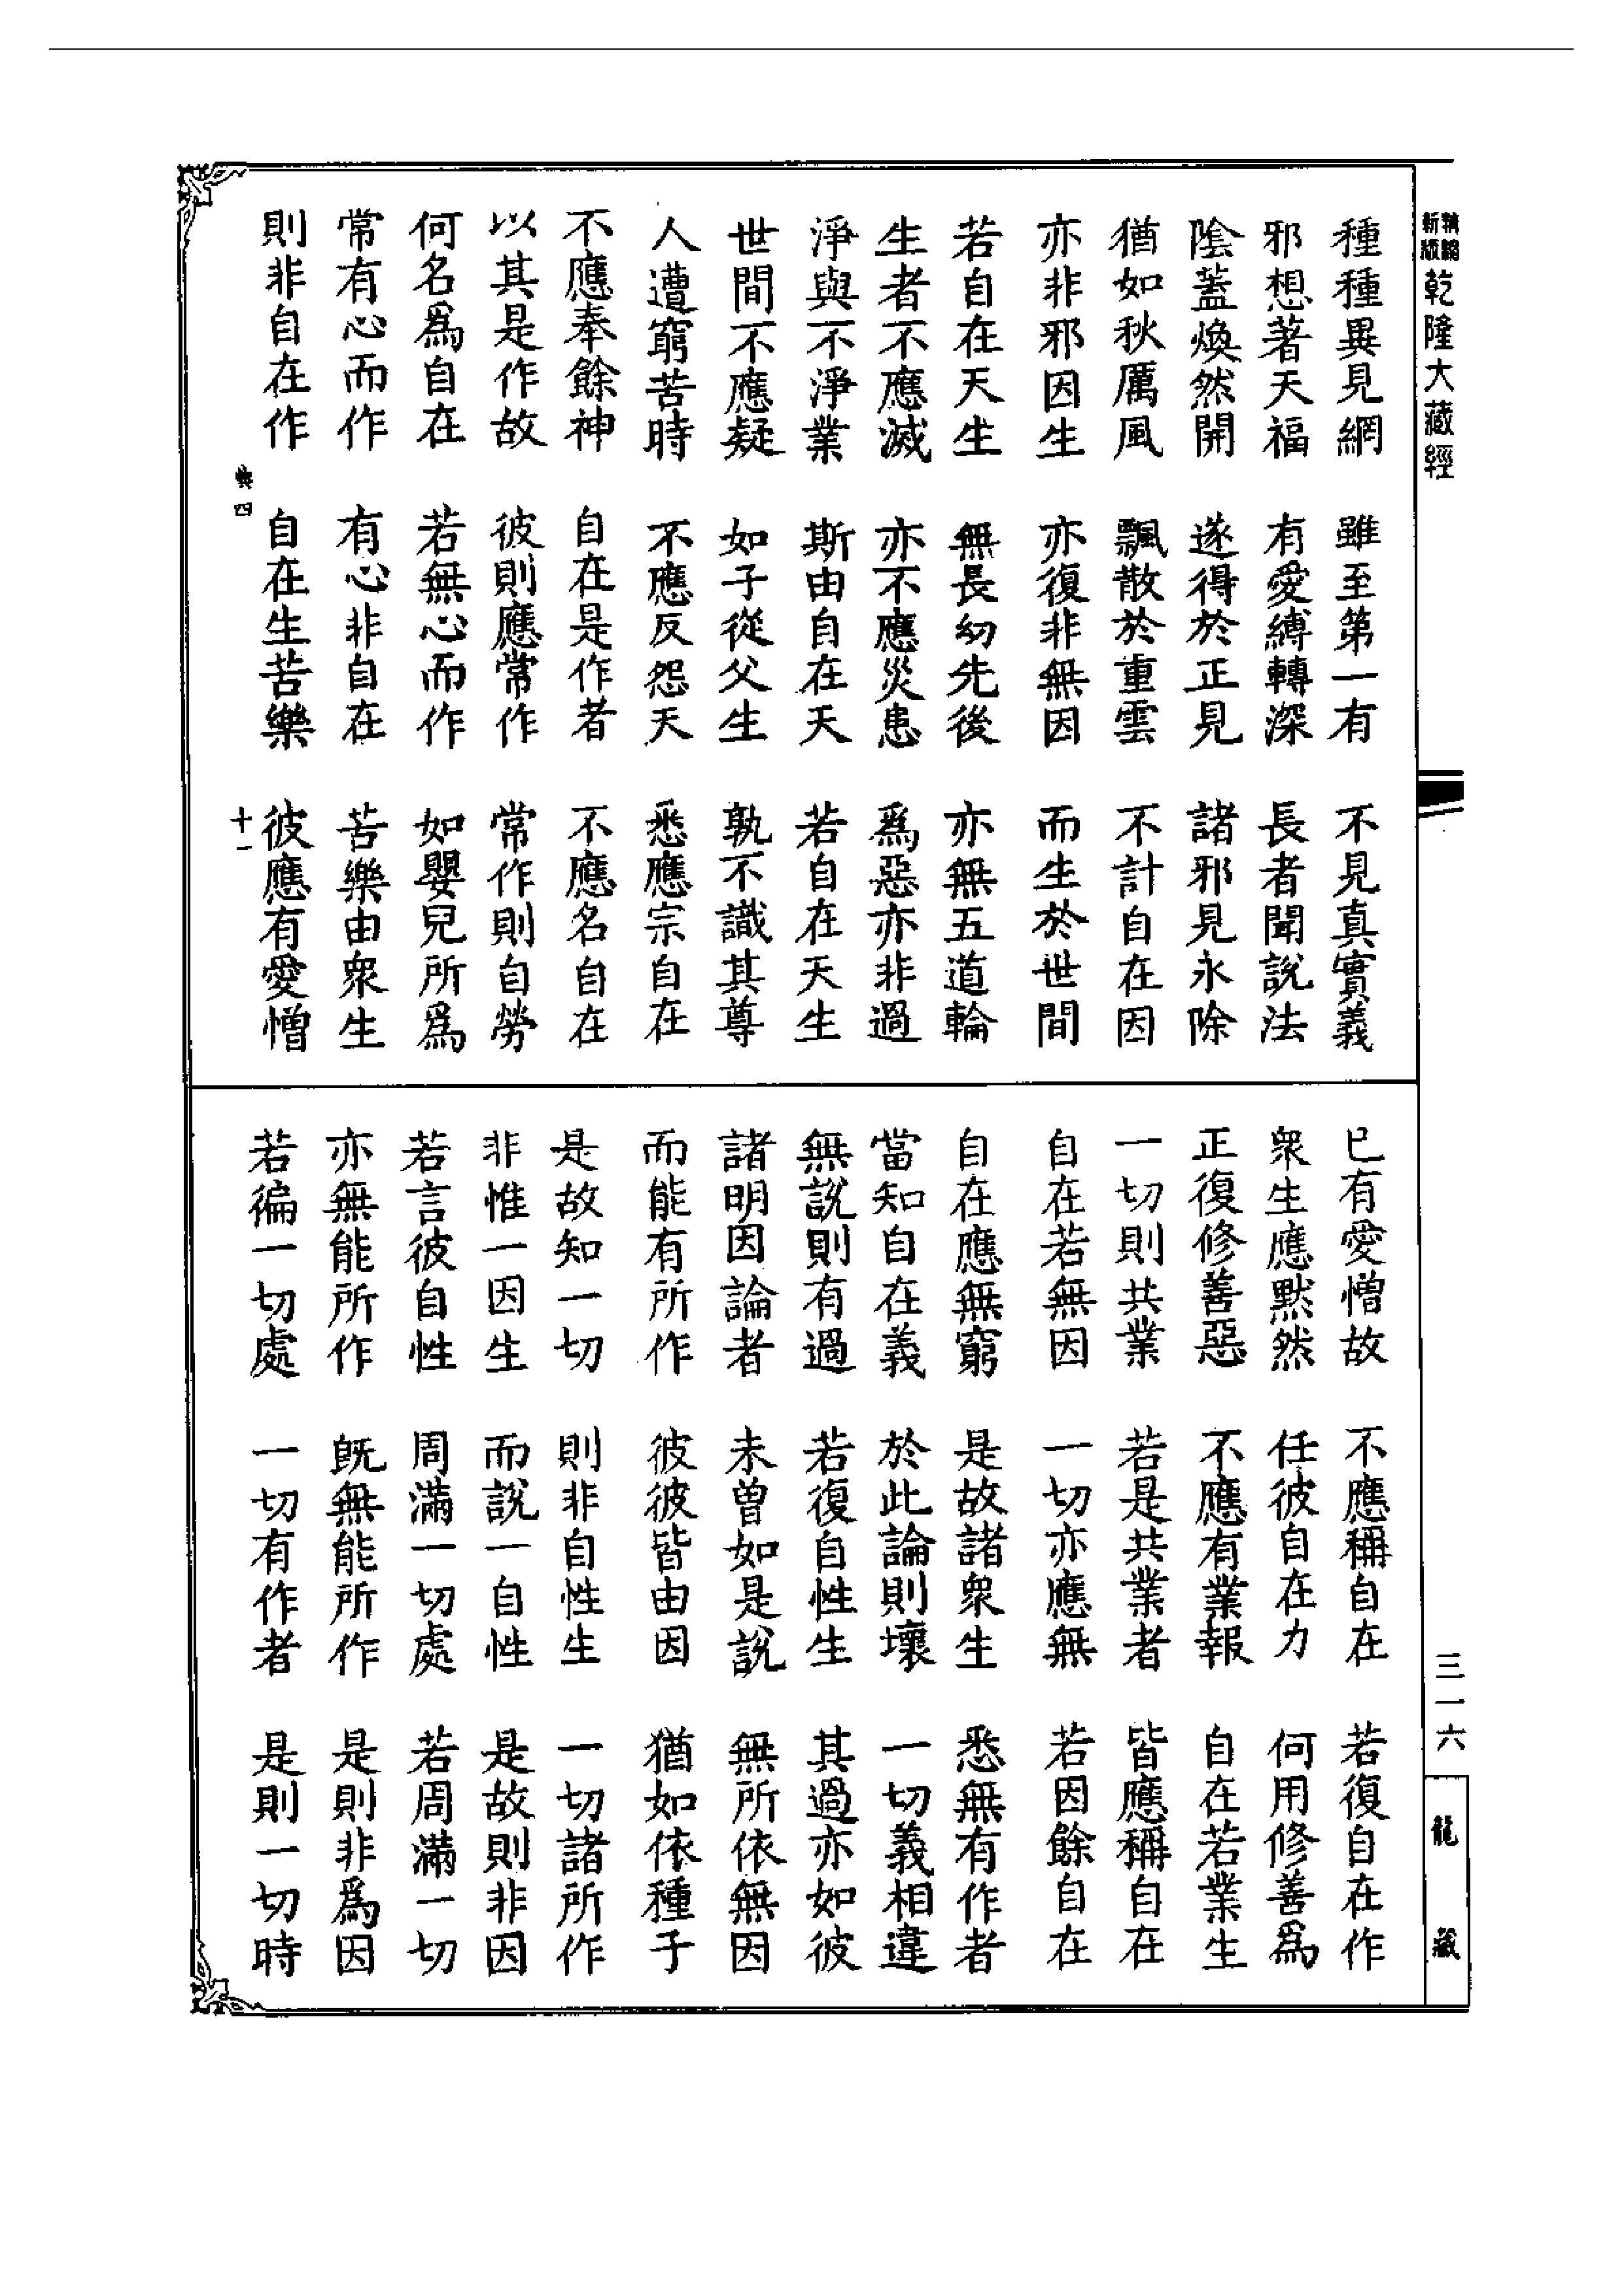 精編新版
乾隆大藏經
種種異見網 雖至第一有 不見真實義
邪想著天福 有愛縛轉深 長者聞說法
陰蓋煥然開 遂得於正見 諸邪見永除
猶如秋厲風 飄散於重雲 不計自在因
亦非邪因生 亦復非無因 而生於世間
若自在天生 無長幼先後 亦無五道輪
生者不應滅 亦不應災患 爲惡亦非過
淨與不淨業 斯由自在天 若自在天生
世間不應疑 如子從父生 孰不識其尊
人遭窮苦時 不應反怨天 悉應宗自在
不應奉餘神 自在是作者 不應名自在
以其是作故 彼則應常作 常作則自勞
何名爲自在 若無心而作 如嬰兒所爲
常有心而作 有心非自在 苦樂由衆生
則非自在作 自在生苦樂 彼應有愛憎
典四 十一
已有愛憎故 不應稱自在 若復自在作
衆生應默然 任彼自在力 何用修善爲
正復修善惡 不應有業報 自在若業生
一切則共業 若是共業者 皆應稱自在
自在若無因 一切亦應無 若因餘自在
自在應無窮 是故諸衆生 悉無有作者
當知自在義 於此論則壞 一切義相違
無說則有過 若復自性生 其過亦如彼
諸明因論者 未曾如是說 無所依無因
而能有所作 彼彼皆由因 猶如依種子
是故知一切 則非自性生 一切諸所作
非惟一因生 而說一自性 是故則非因
若言彼自性 周滿一切處 若周滿一切
亦無能所作 旣無能所作 是則非爲因
若徧一切處 一切有作者 是則一切時
三一六
龍藏